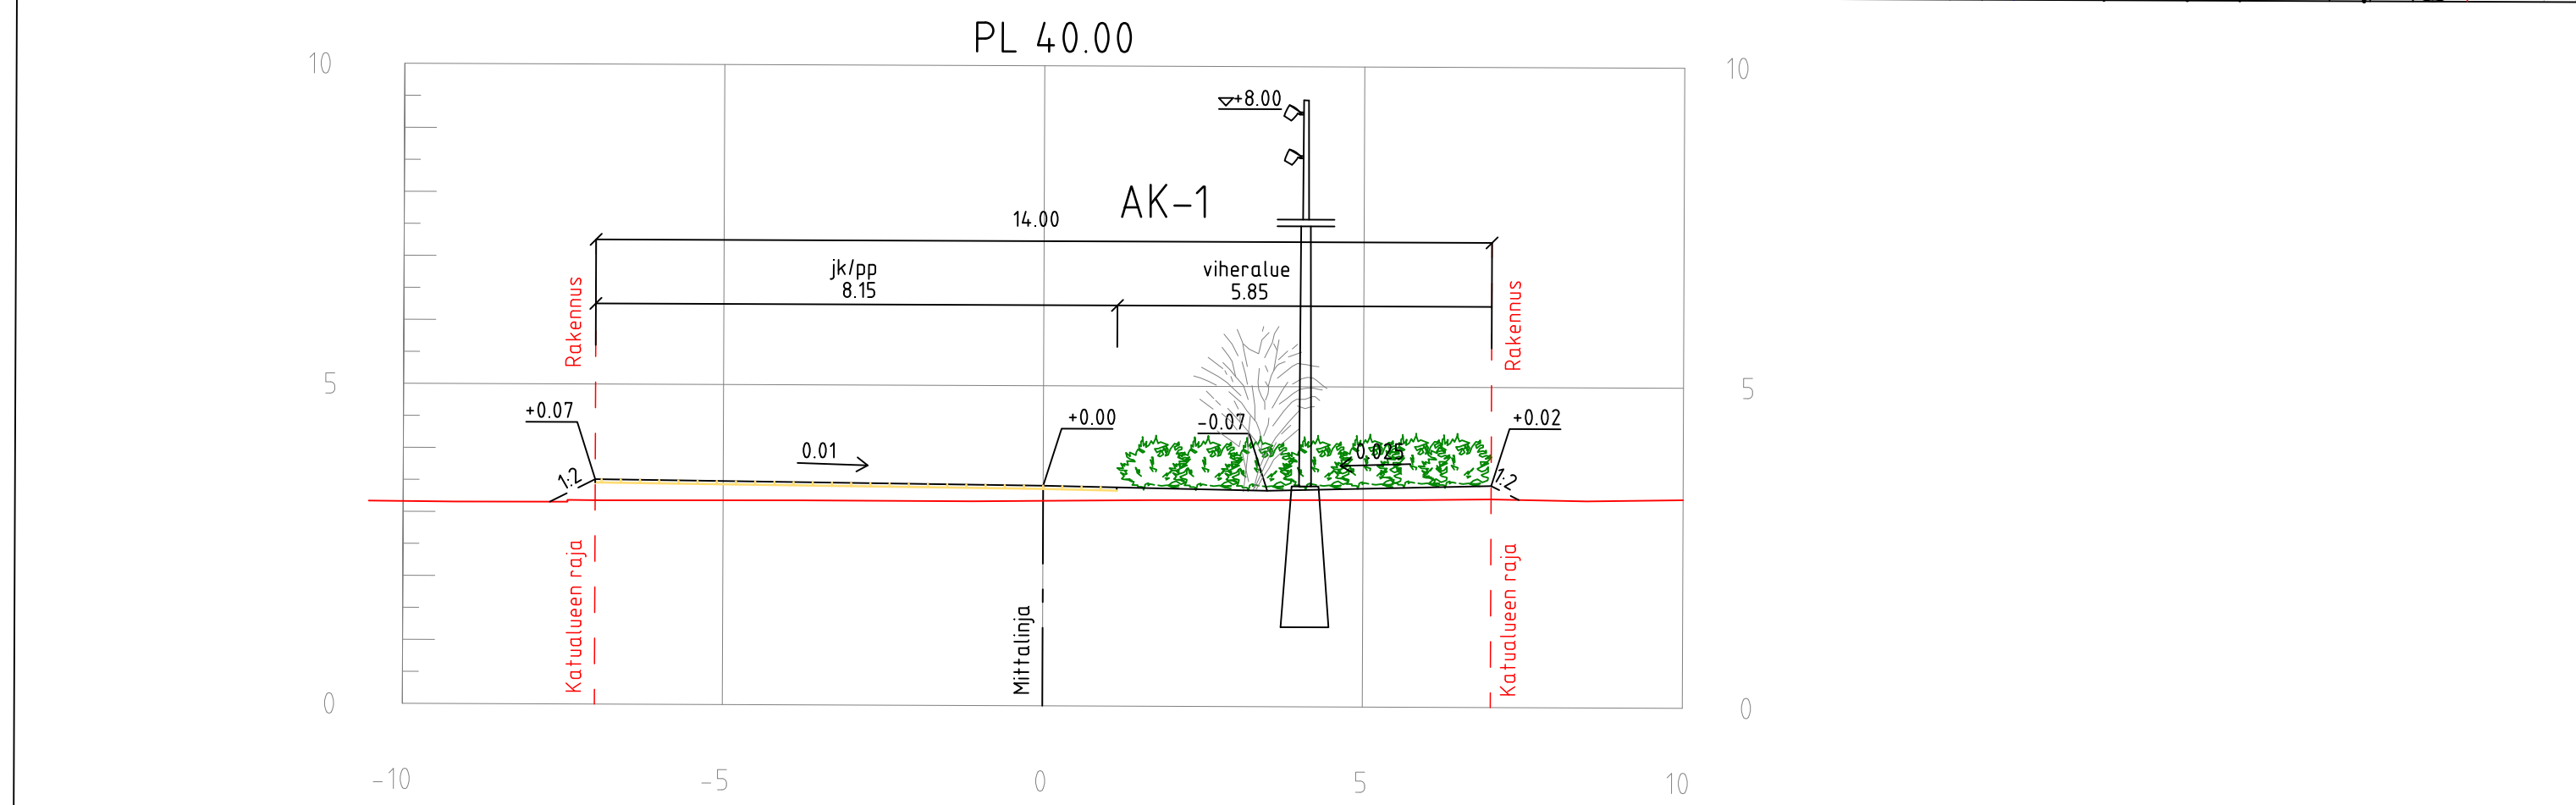 PL 40.00
10
10
+8.00
AK-1
14.00
jk/pp
8.15
viheralue
5.85
Rakennus
Rakennus
5
5
+0.07
+0.00
-0.07
+0.02
0.01
0.025
1:2
1:2
Katualueen raja
Mittalinja
Katualueen raja
0
0
-10
-5
0
5
10